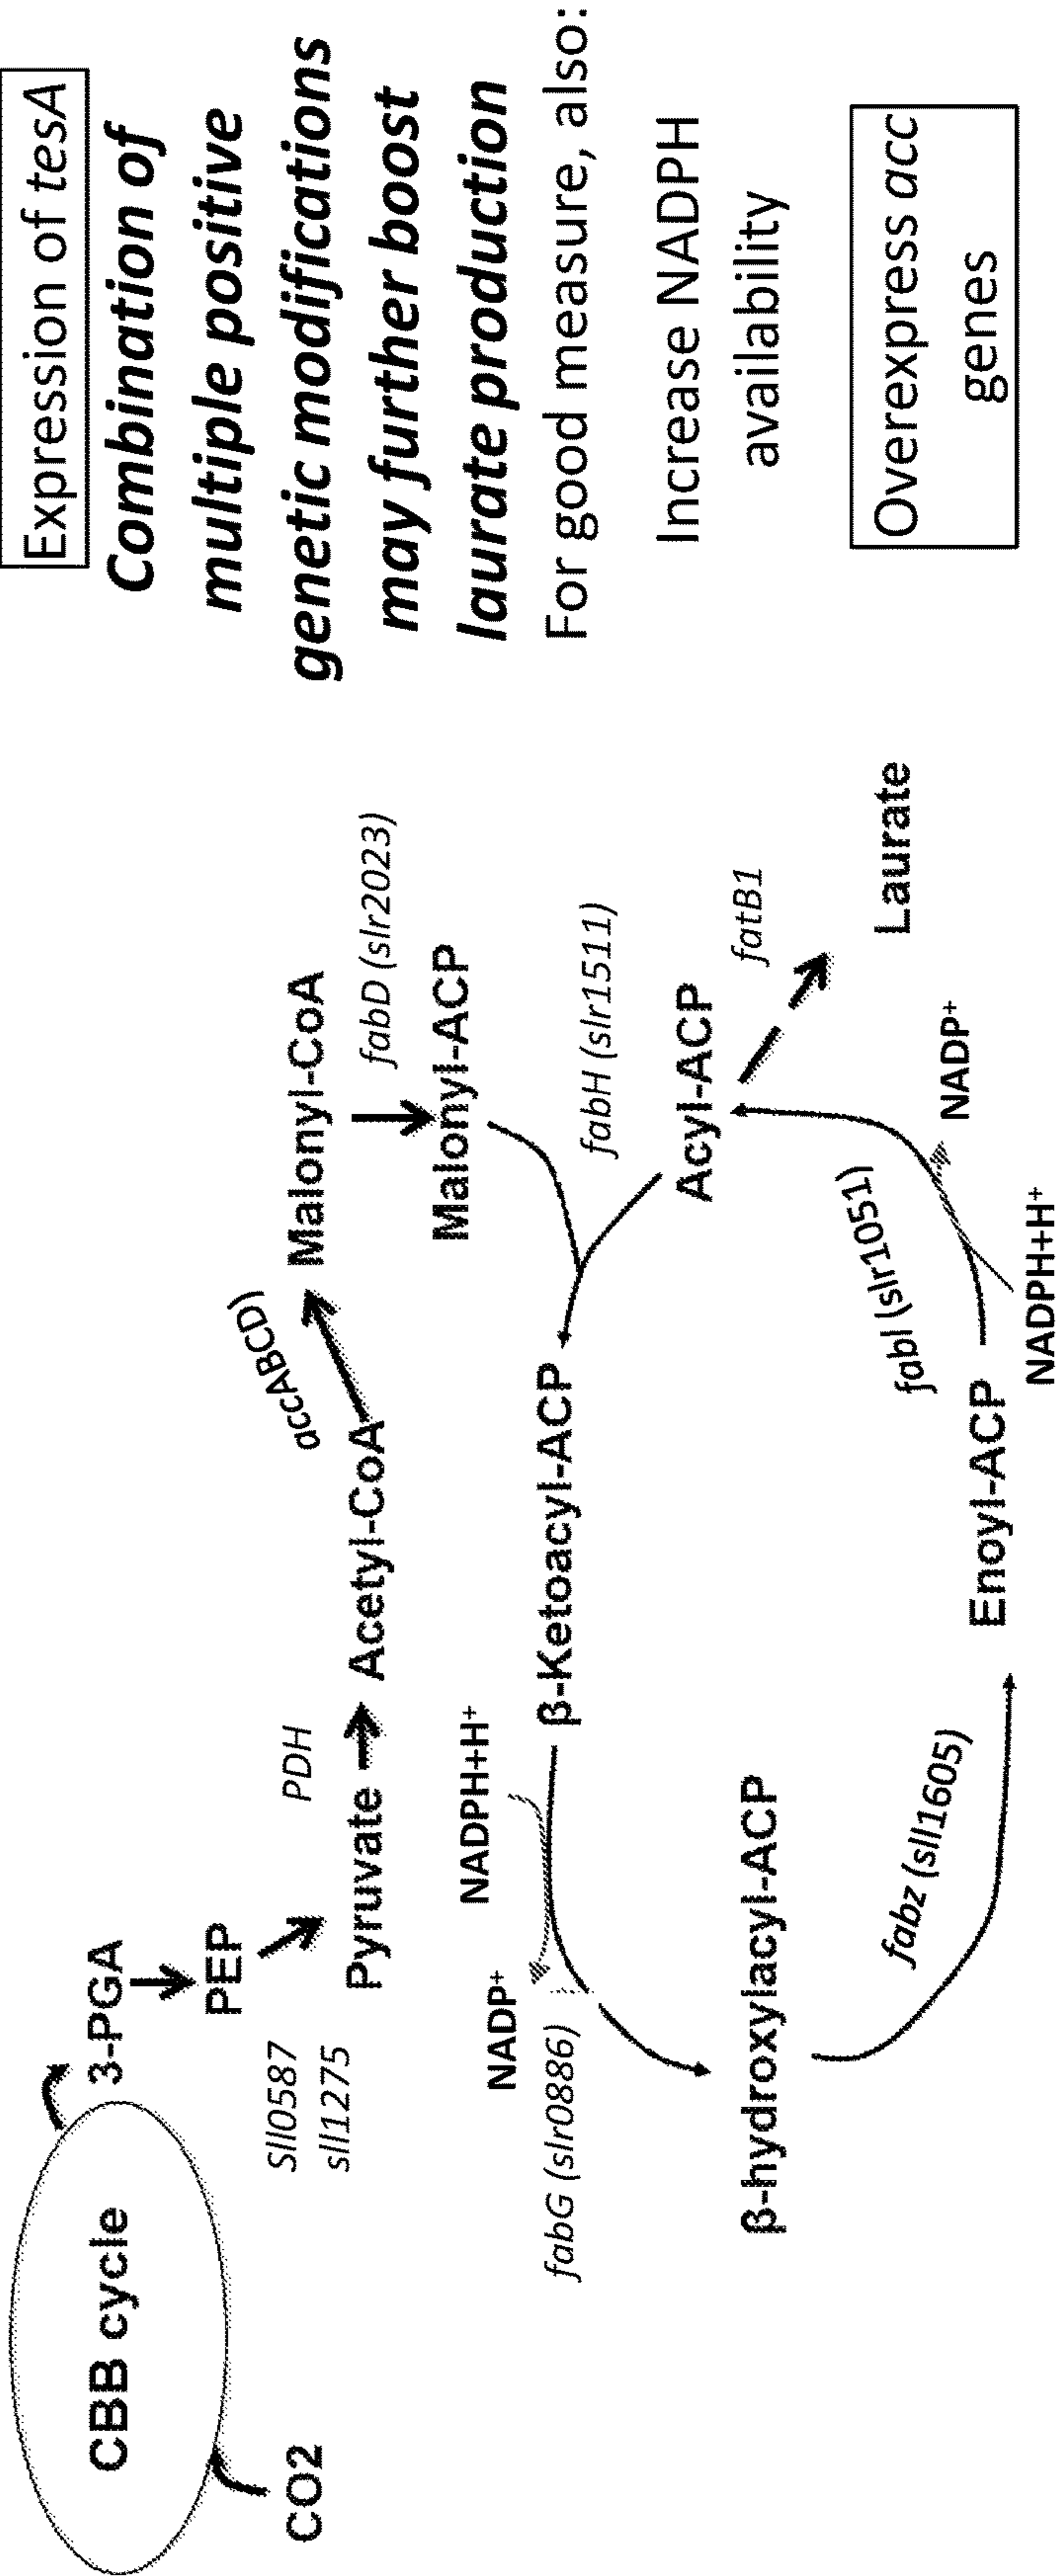 CBB cycle
CO2
3-PGA
PEP
Sll0587
sll1275
Pyruvate
PDH
Acetyl-CoA
accABCD)
Malonyl-CoA
fabD (slr2023)
Malonyl-ACP
fabH (slr1511)
Acyl-ACP
fatB1
Laurate
β-Ketoacyl-ACP
NADPH+H+
NADP+
fabG (slr0886)
β-hydroxylacyl-ACP
fabz (sll1605)
Enoyl-ACP
fabI (slr1051)
NADPH+H+
NADP+
Expression of tesA
Combination of
multiple positive
genetic modifications
may further boost
laurate production
For good measure, also:
Increase NADPH
availability
Overexpress acc
genes